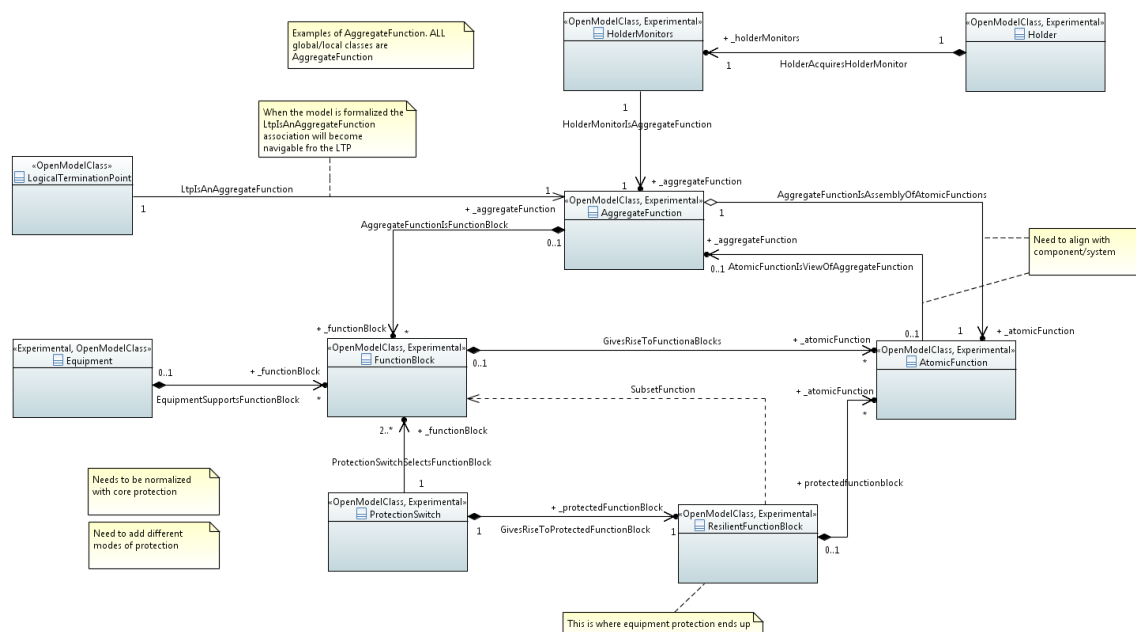 Examples of AggregateFunction. ALL
global/local classes are
AggregateFunction
«OpenModelClass, Experimental»
HolderMonitors
«OpenModelClass, Experimental»
Holder
+ _holderMonitors
1
1
HolderAcquiresHolderMonitor
When the model is formalized the
LtpIsAnAggregateFunction
association will become
navigable fro the LTP
1
HolderMonitorIsAggregateFunction
1
+ _aggregateFunction
«OpenModelClass»
LogicalTerminationPoint
LtpIsAnAggregateFunction
1
1
+ _aggregateFunction
«OpenModelClass, Experimental»
AggregateFunction
AggregateFunctionIsAssemblyOfAtomicFunctions
1
AggregateFunctionIsFunctionBlock
0..1
+ _aggregateFunction
0..1
AtomicFunctionIsViewOfAggregateFunction
Need to align with
component/system
+ _functionBlock
*
0..1
1
+ _atomicFunction
«Experimental, OpenModelClass»
Equipment
0..1
+ _functionBlock
*
EquipmentSupportsFunctionBlock
«OpenModelClass, Experimental»
FunctionBlock
0..1
GivesRiseToFunctionaBlocks
+ _atomicFunction
*
«OpenModelClass, Experimental»
AtomicFunction
SubsetFunction
+ _atomicFunction
*
2..*
+ _functionBlock
ProtectionSwitchSelectsFunctionBlock
1
+ protectedfunctionblock
Needs to be normalized
with core protection
Need to add different
modes of protection
«OpenModelClass, Experimental»
ProtectionSwitch
1
+ _protectedFunctionBlock
GivesRiseToProtectedFunctionBlock
1
«OpenModelClass, Experimental»
ResilientFunctionBlock
0..1
This is where equipment protection ends up